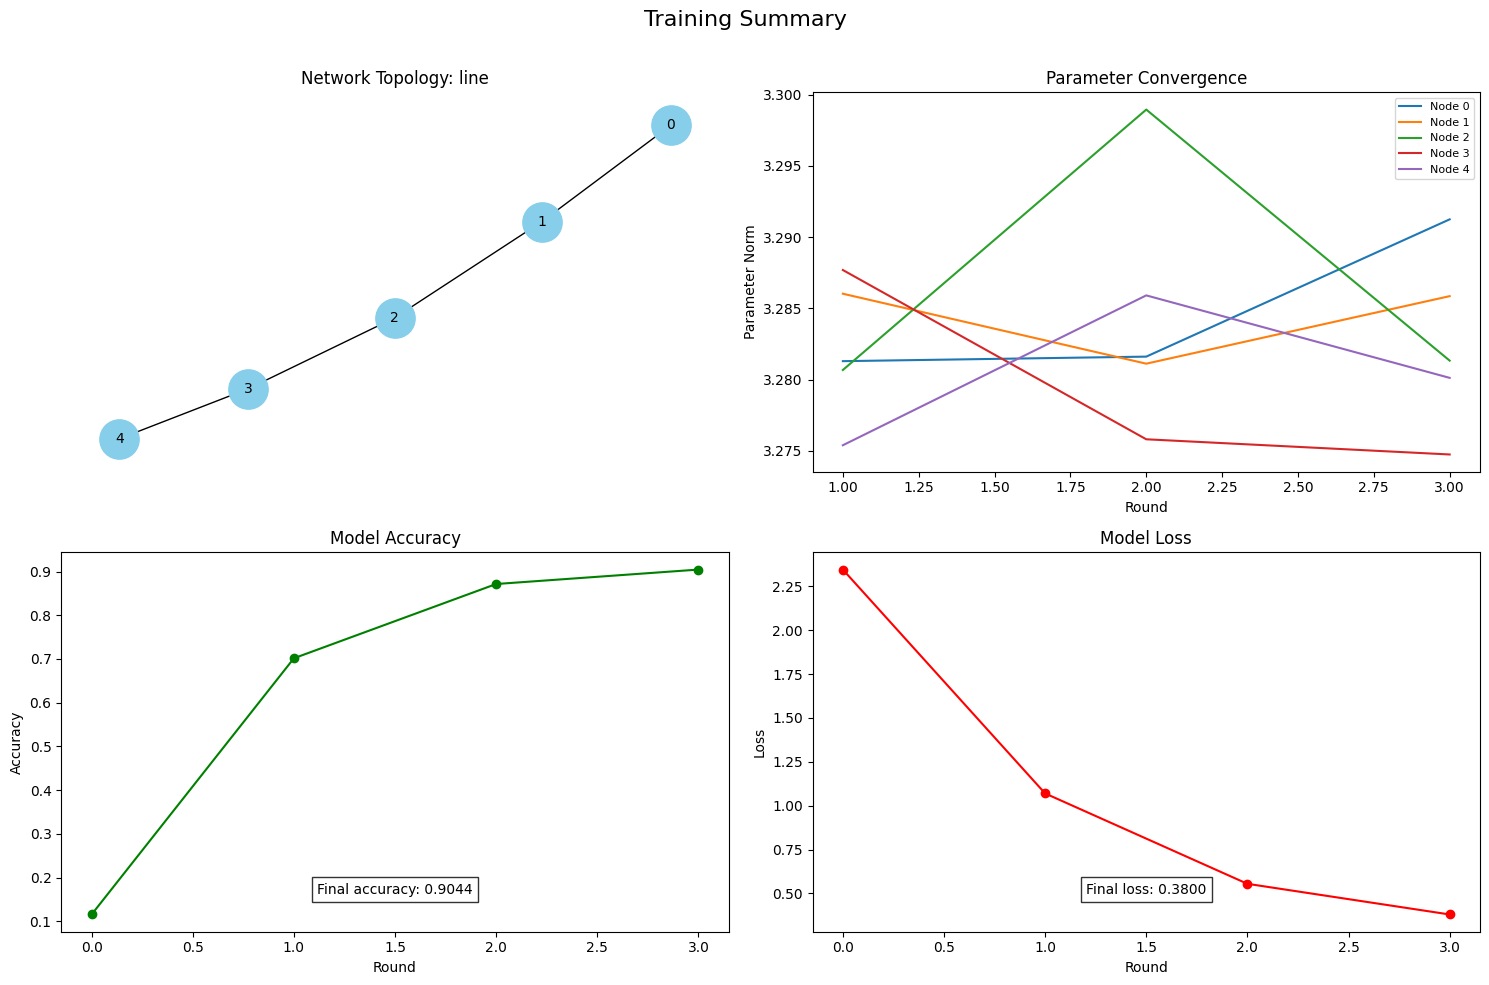 Training Summary
Network Topology: line
0
1
2
3
4
Parameter Convergence
Parameter Norm
3.300
3.295
3.290
3.285
3.280
3.275
Node 0
Node 1
Node 2
Node 3
Node 4
1.00 1.25 1.50 1.75 2.00 2.25 2.50 2.75 3.00
Round
Model Accuracy
Accuracy
0.9
0.8
0.7
0.6
0.5
0.4
0.3
0.2
0.1
Final accuracy: 0.9044
0.0 0.5 1.0 1.5 2.0 2.5 3.0
Round
Model Loss
Loss
2.25
2.00
1.75
1.50
1.25
1.00
0.75
0.50
Final loss: 0.3800
0.0 0.5 1.0 1.5 2.0 2.5 3.0
Round